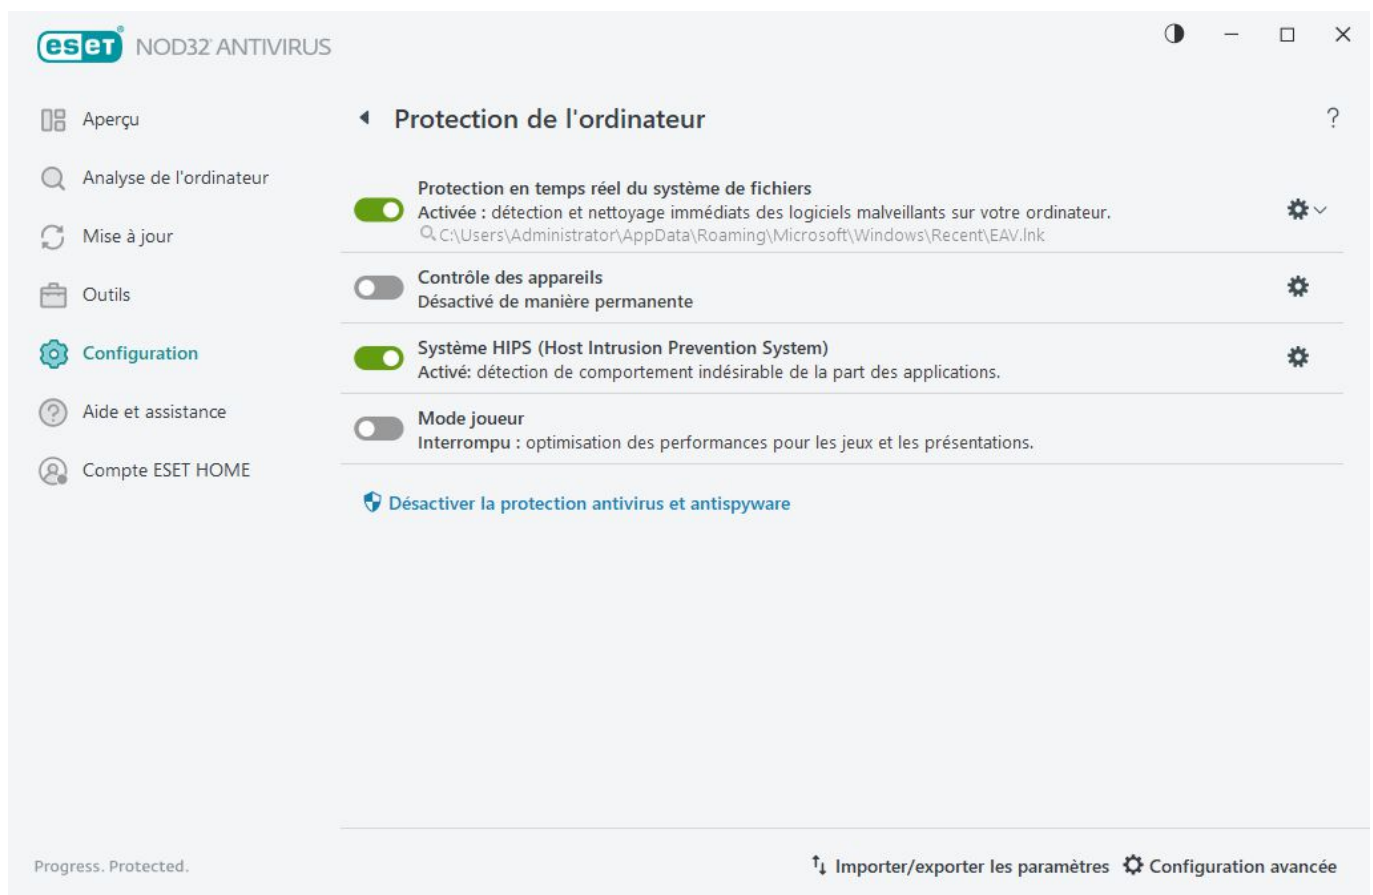 eset NOD32 ANTIVIRUS
Aperçu
Analyse de l'ordinateur
Mise à jour
Outils
Configuration
Aide et assistance
Compte ESET HOME
Protection de l'ordinateur
?
Protection en temps réel du système de fichiers
Activée : détection et nettoyage immédiats des logiciels malveillants sur votre ordinateur.
C:\Users\Administrator\AppData\Roaming\Microsoft\Windows\Recent\EAV.lnk
Contrôle des appareils
Désactivé de manière permanente
Système HIPS (Host Intrusion Prevention System)
Activé: détection de comportement indésirable de la part des applications.
Mode joueur
Interrompu : optimisation des performances pour les jeux et les présentations.
Désactiver la protection antivirus et antispyware
Progress. Protected.
Importer/exporter les paramètres Configuration avancée